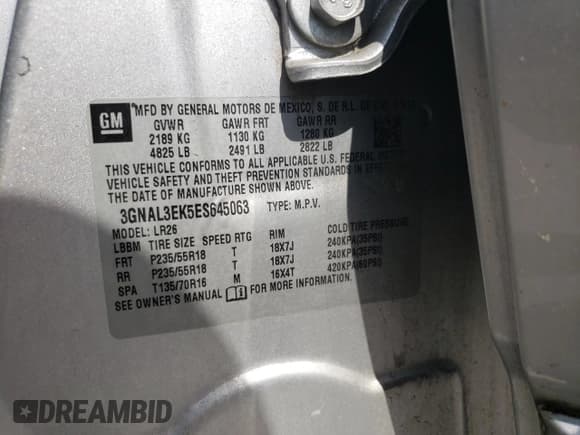 GM
MFD BY GENERAL MOTORS DE MEXICO, S. DE R.L. DE
GVWR GAWR FRT GAWR RR
2189 KG 1130 KG 1280 KG
4825 LB 2491 LB 2822 LB
THIS VEHICLE CONFORMS TO ALL APPLICABLE U.S. FEDERAL
VEHICLE SAFETY AND THEFT PREVENTION STANDARDS IN EFFECT
THE DATE OF MANUFACTURE SHOWN ABOVE.
3GNAL3EK5ES645063 TYPE: M.P.V.
MODEL: LR26
LBBM TIRE SIZE SPEED RTG RIM COLD TIRE PRESSURE
FRT P235/55R18 T 18X7J 240KPA(35PSI)
RR P235/55R18 T 18X7J 240KPA(35PSI)
SPA T135/70R16 M 16X4T 420KPA(60PSI)
SEE OWNER'S MANUAL FOR MORE INFORMATION.
DREAMBID